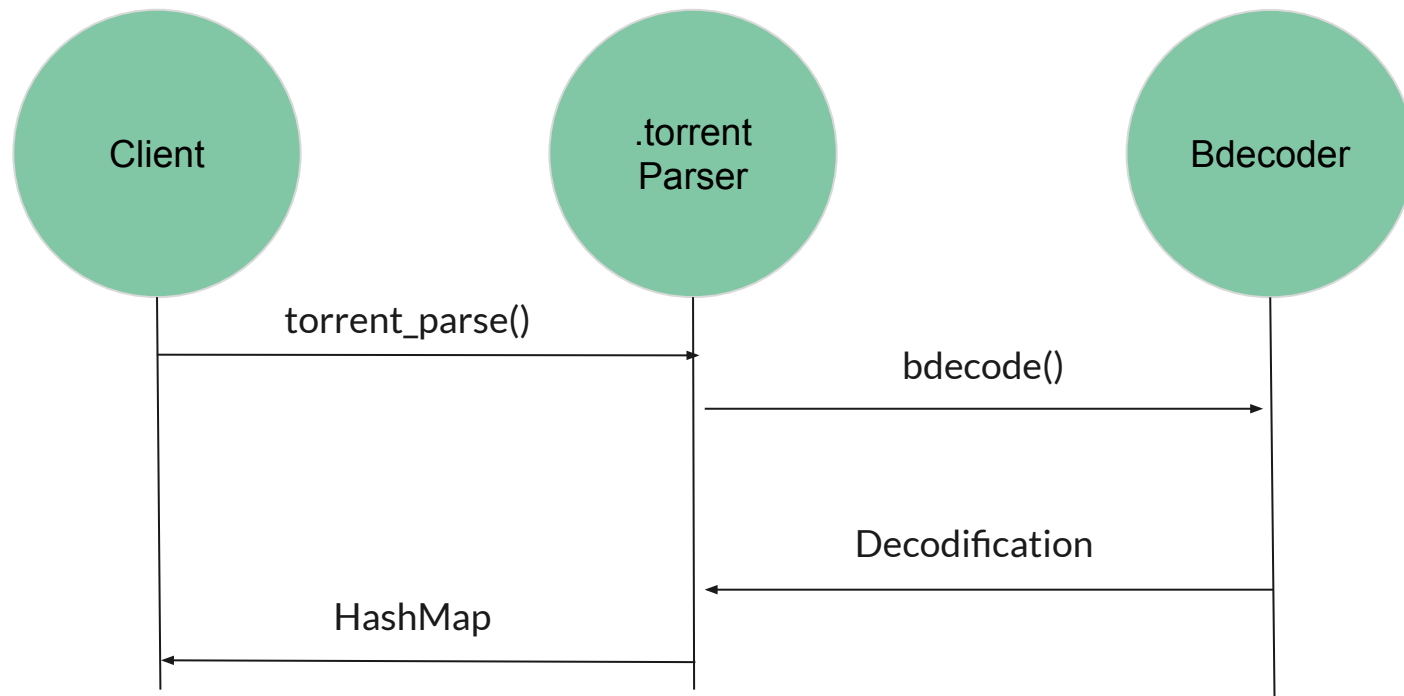 Client
.torrent
Parser
Bdecoder
torrent_parse()
bdecode()
Decodification
HashMap